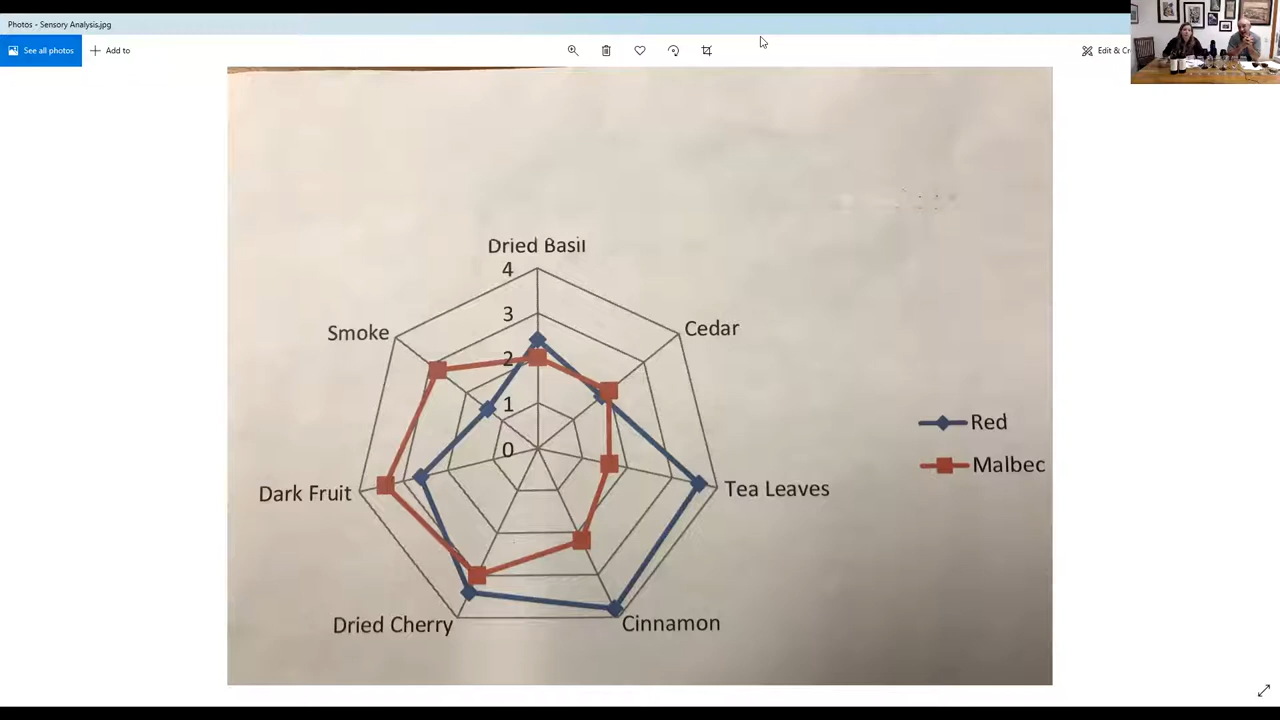 Photos - Sensory Analysis.jpg
See all photos
Add to
Edit & Cr
Dried Basil
4
3
2
1
0
Smoke
Cedar
Dark Fruit
Tea Leaves
Dried Cherry
Cinnamon
Red
Malbec